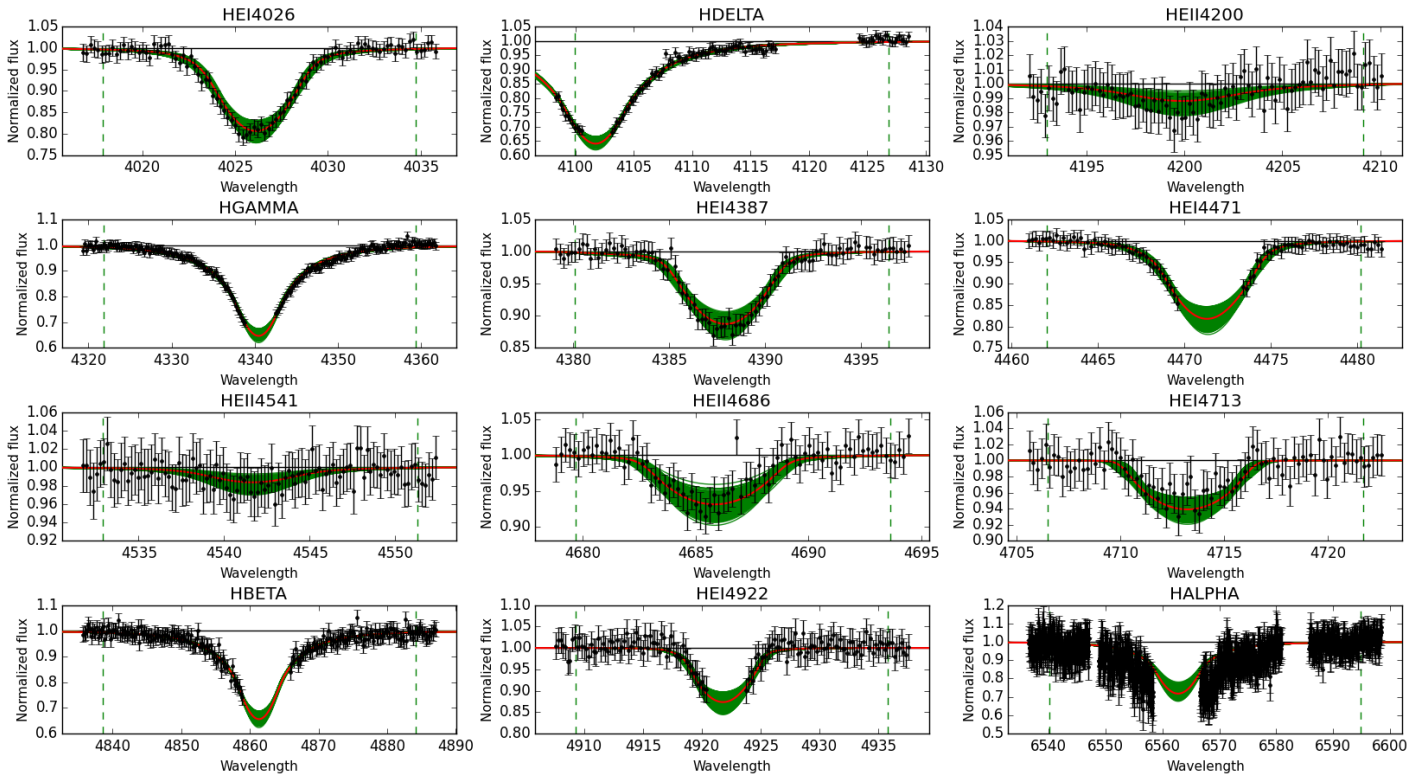 HEI4026
Normalized flux
1.05
1.00
0.95
0.90
0.85
0.80
0.75
4020 4025 4030 4035
Wavelength
HDELTA
Normalized flux
1.05
1.00
0.95
0.90
0.85
0.80
0.75
0.70
0.65
0.60
4100 4105 4110 4115 4120 4125 4130
Wavelength
HEII4200
Normalized flux
1.04
1.03
1.02
1.01
1.00
0.99
0.98
0.97
0.96
0.95
4195 4200 4205 4210
Wavelength
HGAMMA
Normalized flux
1.1
1.0
0.9
0.8
0.7
0.6
4320 4330 4340 4350 4360
Wavelength
HEI4387
Normalized flux
1.05
1.00
0.95
0.90
0.85
4380 4385 4390 4395
Wavelength
HEI4471
Normalized flux
1.05
1.00
0.95
0.90
0.85
0.80
0.75
4460 4465 4470 4475 4480
Wavelength
HEII4541
Normalized flux
1.06
1.04
1.02
1.00
0.98
0.96
0.94
0.92
4535 4540 4545 4550
Wavelength
HEII4686
Normalized flux
1.05
1.00
0.95
0.90
4680 4685 4690 4695
Wavelength
HEI4713
Normalized flux
1.06
1.04
1.02
1.00
0.98
0.96
0.94
0.92
0.90
4705 4710 4715 4720
Wavelength
HBETA
Normalized flux
1.1
1.0
0.9
0.8
0.7
0.6
4840 4850 4860 4870 4880 4890
Wavelength
HEI4922
Normalized flux
1.10
1.05
1.00
0.95
0.90
0.85
0.80
4910 4915 4920 4925 4930 4935
Wavelength
HALPHA
Normalized flux
1.2
1.1
1.0
0.9
0.8
0.7
0.6
0.5
6540 6550 6560 6570 6580 6590 6600
Wavelength